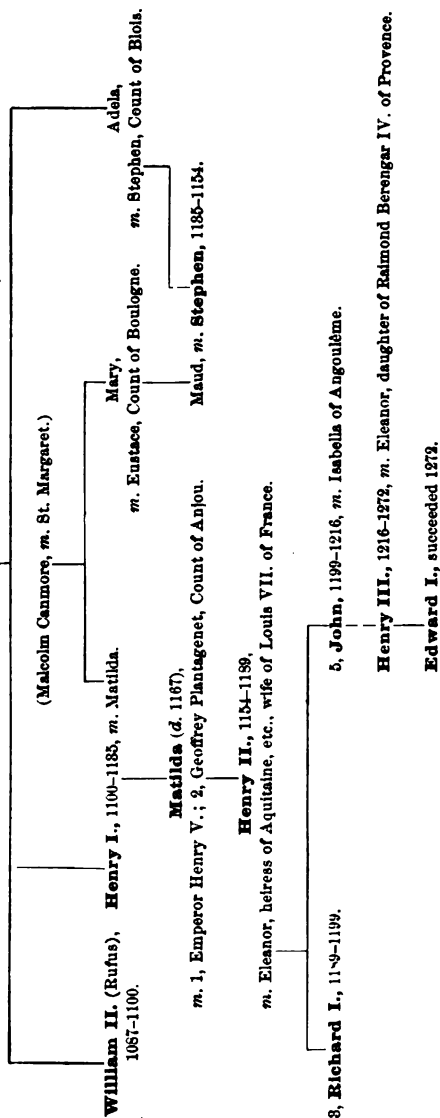 (Malcolm Canmore, m. St. Margaret.)
William II. (Rufus),
1087–1100.
Henry I., 1100–1135, m. Matilda.
Mary,
m. Eustace, Count of Boulogne.
Adela,
m. Stephen, Count of Blois.
Matilda (d. 1167),
m. 1, Emperor Henry V.; 2, Geoffrey Plantagenet, Count of Anjou.
Maud, m. Stephen, 1135–1154.
Henry II., 1154–1189,
m. Eleanor, heiress of Aquitaine, etc., wife of Louis VII. of France.
3, Richard I., 1189–1199.
5, John, 1199–1216, m. Isabella of Angoulême.
Henry III., 1216–1272, m. Eleanor, daughter of Raimond Berengar IV. of Provence.
Edward I., succeeded 1272.